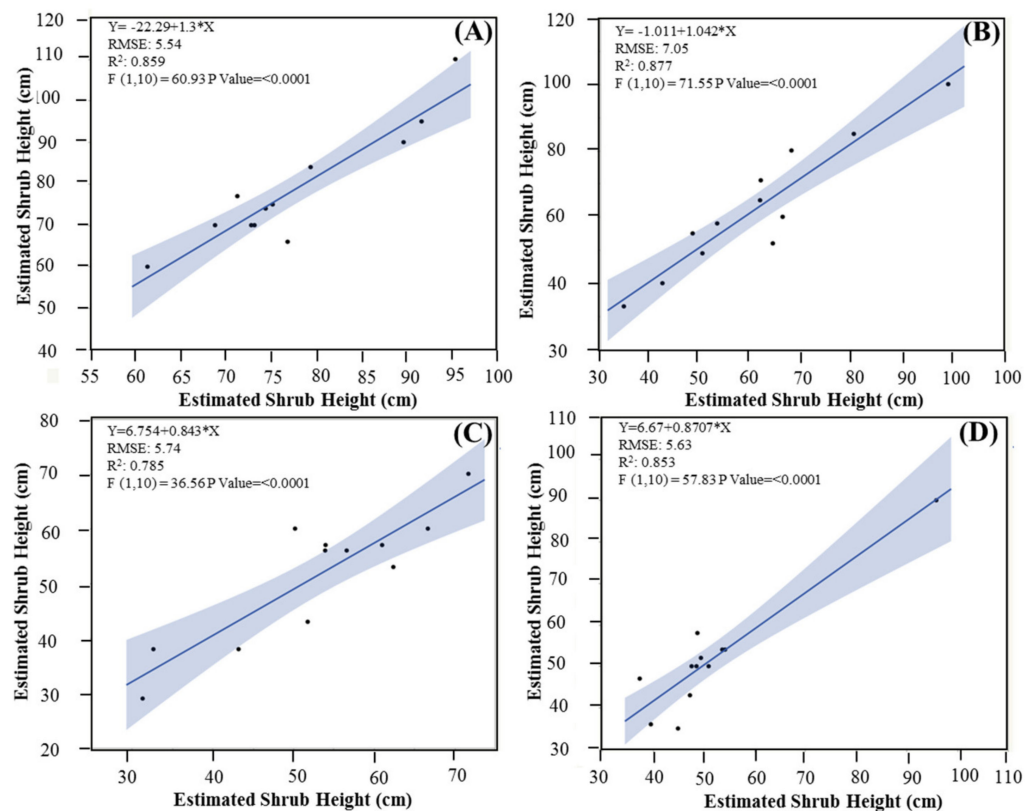 (A)
Y= -22.29+1.3*X
RMSE: 5.54
R²: 0.859
F (1,10) = 60.93 P Value=<0.0001
Estimated Shrub Height (cm)
120
110
100
90
80
70
60
50
40
55 60 65 70 75 80 85 90 95 100
Estimated Shrub Height (cm)
(B)
Y= -1.011+1.042*X
RMSE: 7.05
R²: 0.877
F (1,10) = 71.55 P Value=<0.0001
Estimated Shrub Height (cm)
120
100
80
60
40
30
30 40 50 60 70 80 90 100 100
Estimated Shrub Height (cm)
(C)
Y=6.754+0.843*X
RMSE: 5.74
R²: 0.785
F (1,10) = 36.56 P Value=<0.0001
Estimated Shrub Height (cm)
80
70
60
50
40
30
20
30 40 50 60 70
Estimated Shrub Height (cm)
(D)
Y=6.67+0.8707*X
RMSE: 5.63
R²: 0.853
F (1,10) = 57.83 P Value=<0.0001
Estimated Shrub Height (cm)
110
100
90
80
70
60
50
40
30
30 40 50 60 70 80 90 100 110
Estimated Shrub Height (cm)